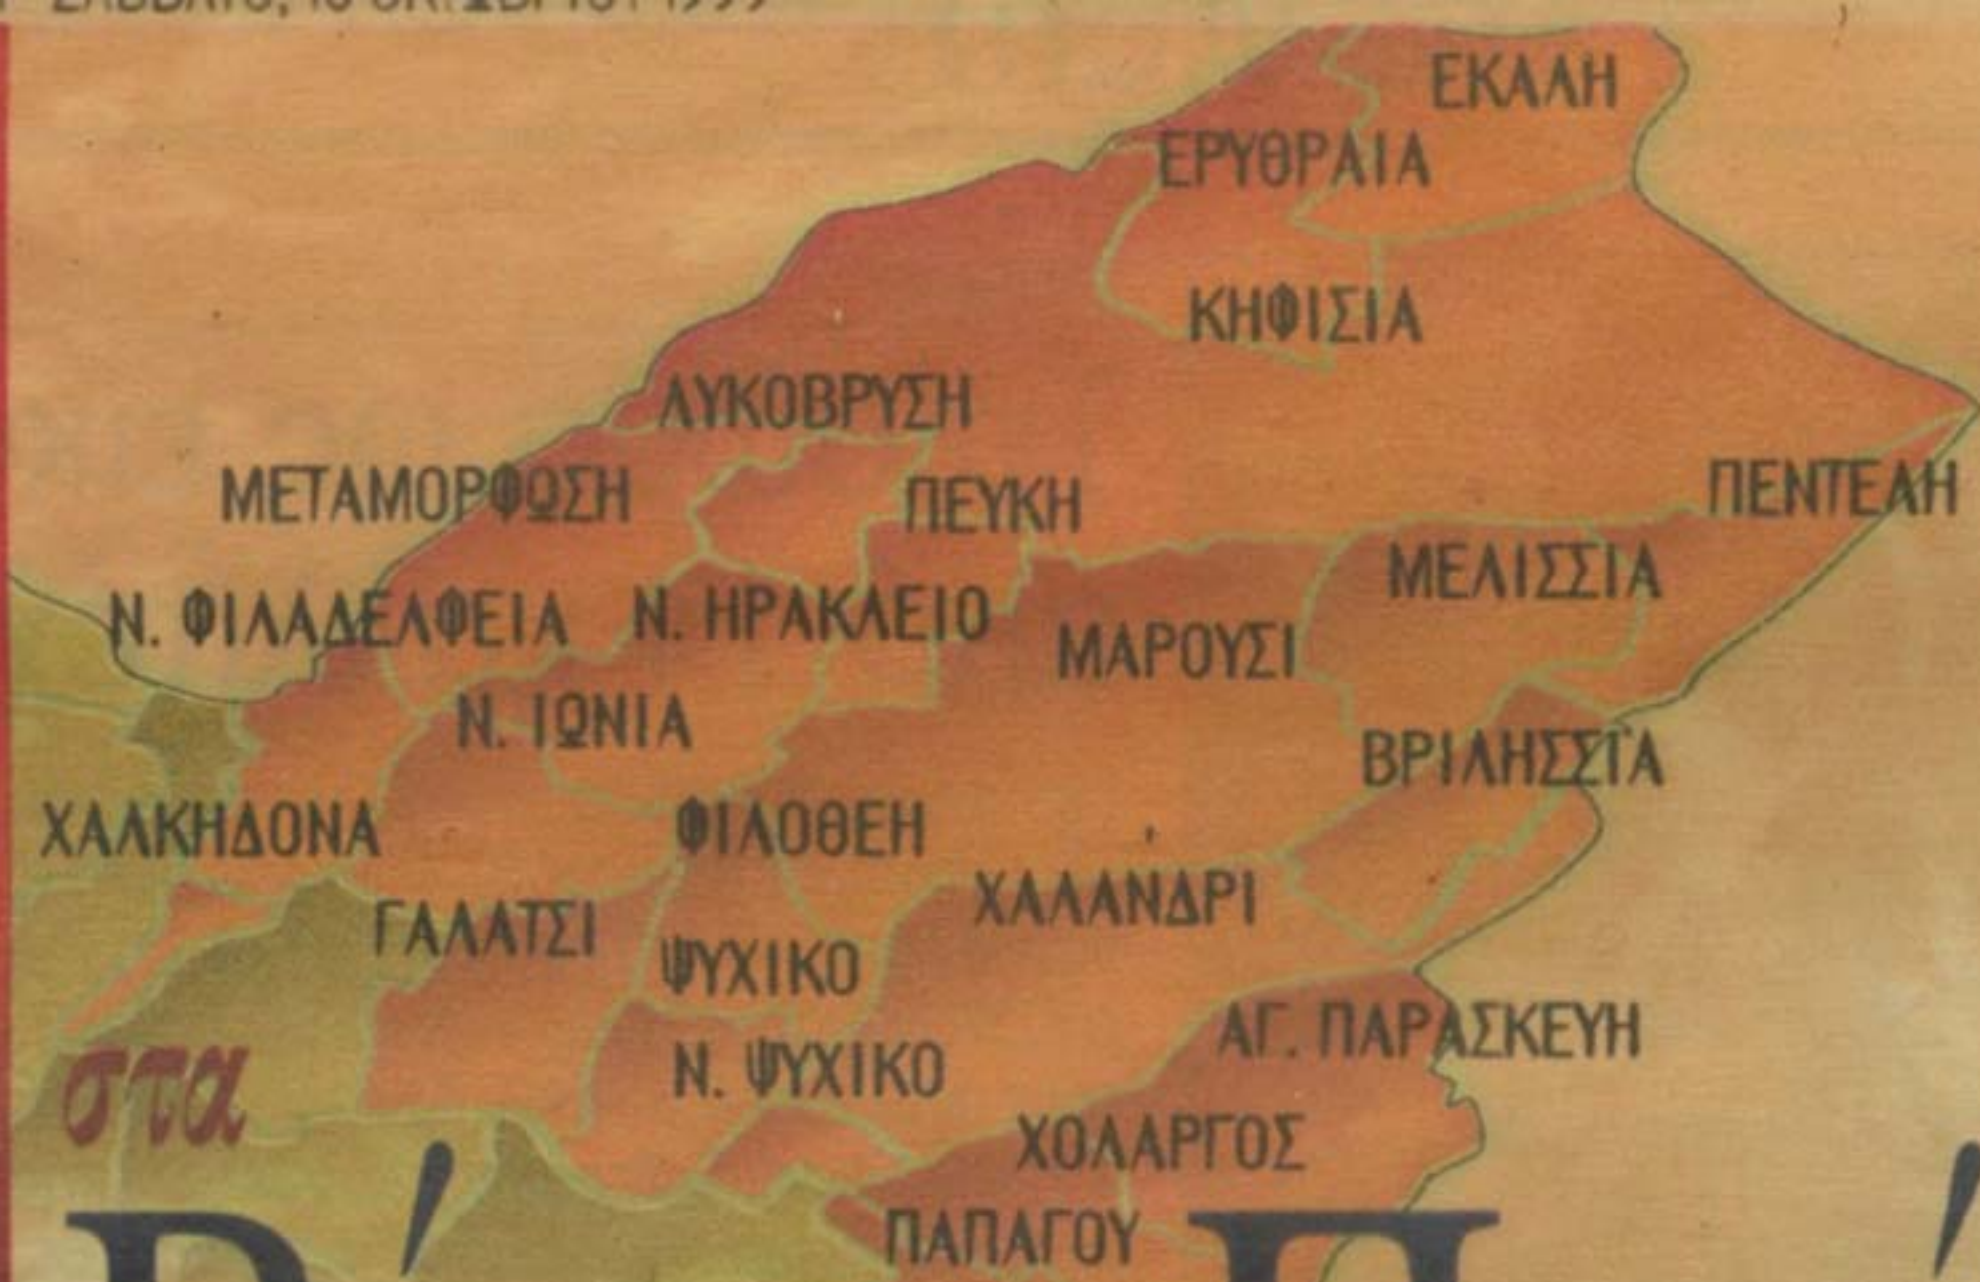 ΕΚΑΛΗ
ΕΡΥΘΡΑΙΑ
ΚΗΦΙΣΙΑ
ΛΥΚΟΒΡΥΣΗ
ΜΕΤΑΜΟΡΦΩΣΗ
ΠΕΥΚΗ
ΠΕΝΤΕΛΗ
ΜΕΛΙΣΣΙΑ
Ν. ΦΙΛΑΔΕΛΦΕΙΑ
Ν. ΗΡΑΚΛΕΙΟ
ΜΑΡΟΥΣΙ
Ν. ΙΩΝΙΑ
ΒΡΙΛΗΣΣΙΑ
ΧΑΛΚΗΔΟΝΑ
ΦΙΛΟΘΕΗ
ΧΑΛΑΝΔΡΙ
ΓΑΛΑΤΣΙ
ΨΥΧΙΚΟ
ΑΓ. ΠΑΡΑΣΚΕΥΗ
Ν. ΨΥΧΙΚΟ
στα
ΧΟΛΑΡΓΟΣ
ΠΑΠΑΓΟΥ